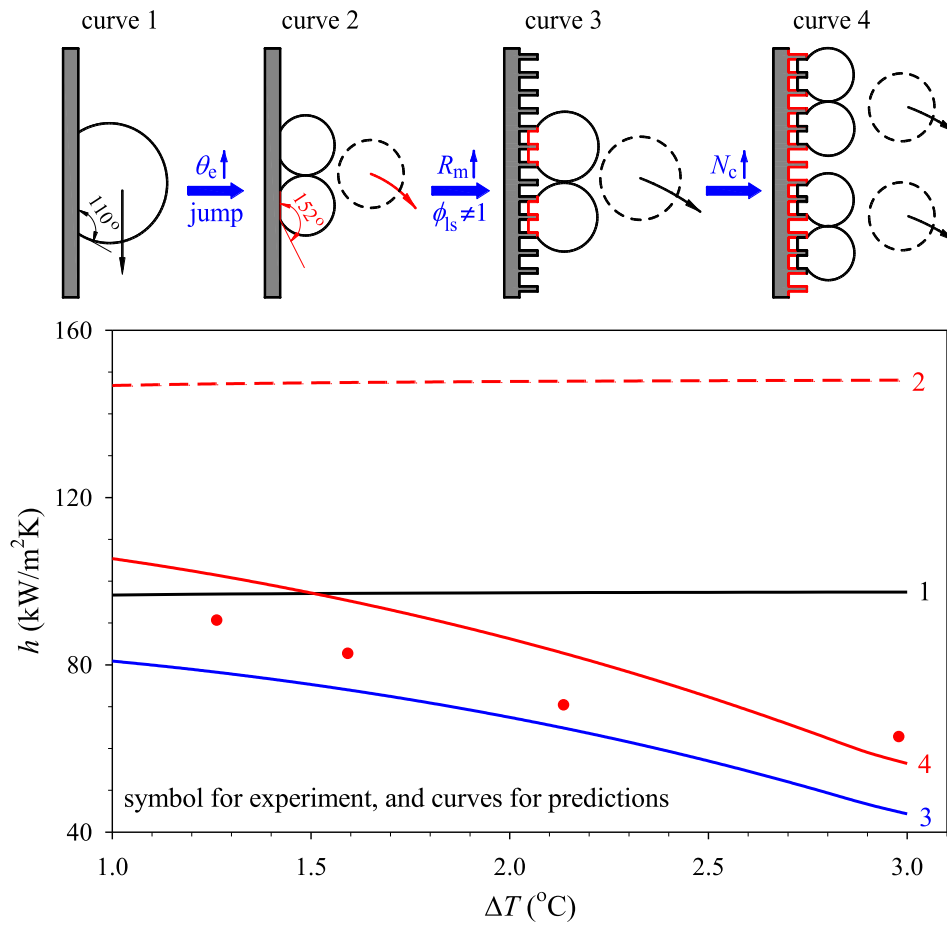 curve 1 curve 2 curve 3 curve 4
110° 152°
θe↑ Rm↑ Nc↑
jump ϕls≠1
160
120
80
40
h (kW/m²K)
2
1
4
3
symbol for experiment, and curves for predictions
1.0 1.5 2.0 2.5 3.0
ΔT (°C)